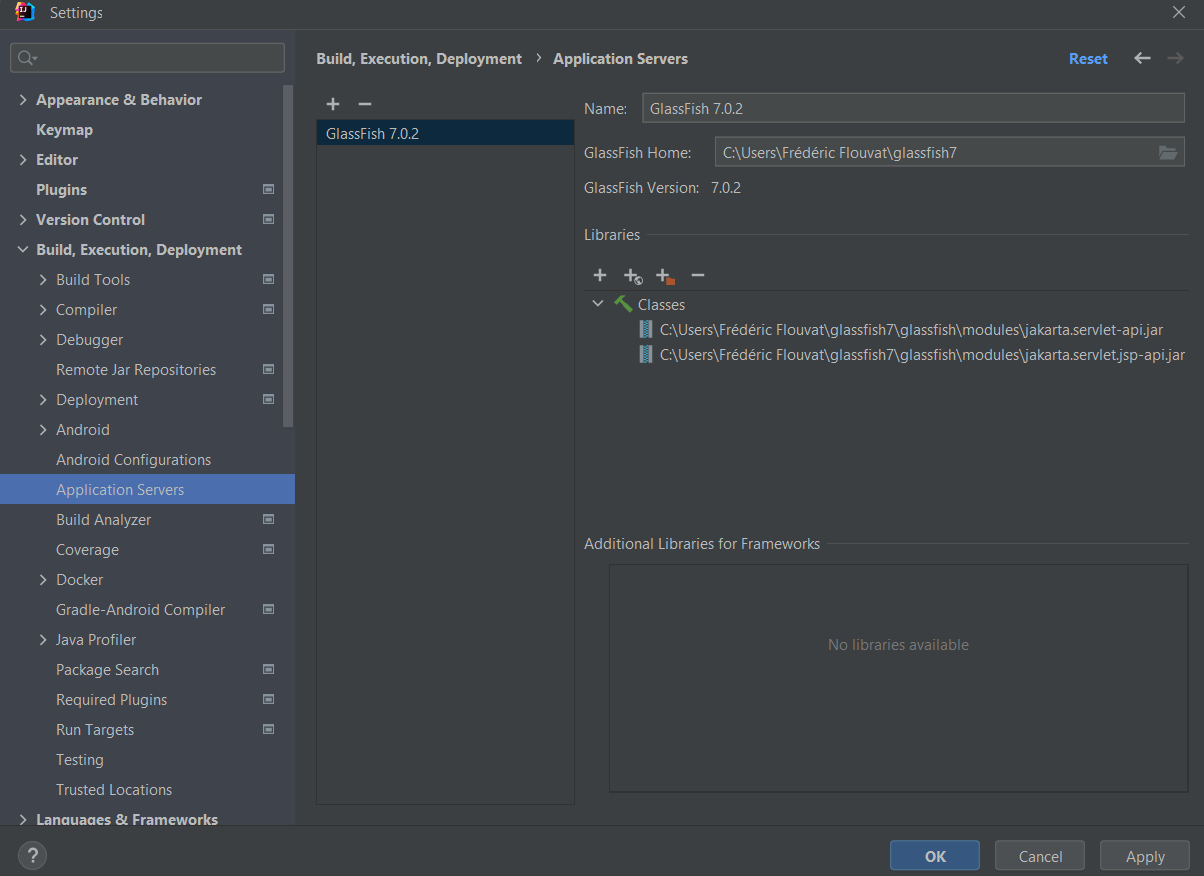 Settings
Appearance & Behavior
Keymap
Editor
Plugins
Version Control
Build, Execution, Deployment
Build Tools
Compiler
Debugger
Remote Jar Repositories
Deployment
Android
Android Configurations
Application Servers
Build Analyzer
Coverage
Docker
Gradle-Android Compiler
Java Profiler
Package Search
Required Plugins
Run Targets
Testing
Trusted Locations
Languages & Frameworks
Build, Execution, Deployment › Application Servers
Reset
GlassFish 7.0.2
Name: GlassFish 7.0.2
GlassFish Home: C:\Users\Frédéric Flouvat\glassfish7
GlassFish Version: 7.0.2
Libraries
Classes
C:\Users\Frédéric Flouvat\glassfish7\glassfish\modules\jakarta.servlet-api.jar
C:\Users\Frédéric Flouvat\glassfish7\glassfish\modules\jakarta.servlet.jsp-api.jar
Additional Libraries for Frameworks
No libraries available
?
OK
Cancel
Apply